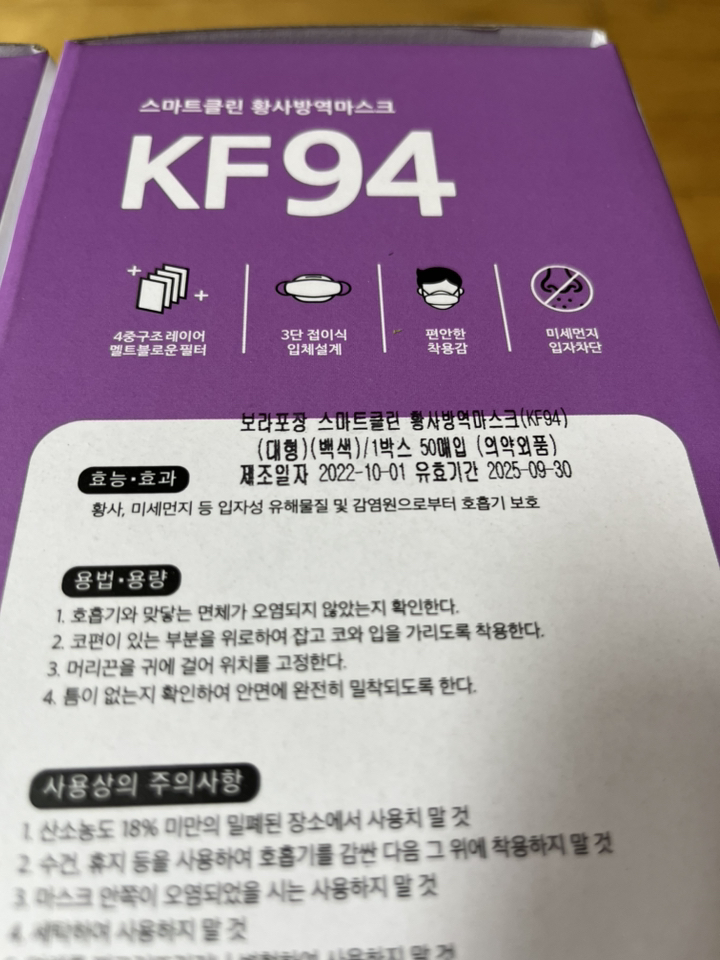 스마트클린 황사방역마스크
KF94
4중구조 레이어
멜트블로운필터
3단 접이식
입체설계
편안한
착용감
미세먼지
입자차단
보라포장 스마트클린 황사방역마스크(KF94)
(대형)(백색)/1박스 50매입 (의약외품)
제조일자 2022-10-01 유효기간 2025-09-30
효능·효과
황사, 미세먼지 등 입자성 유해물질 및 감염원으로부터 호흡기 보호
용법·용량
1. 호흡기와 맞닿는 면체가 오염되지 않았는지 확인한다.
2. 코편이 있는 부분을 위로하여 잡고 코와 입을 가리도록 착용한다.
3. 머리끈을 귀에 걸어 위치를 고정한다.
4. 틈이 없는지 확인하여 안면에 완전히 밀착되도록 한다.
사용상의 주의사항
1. 산소농도 18% 미만의 밀폐된 장소에서 사용치 말 것
2. 수건, 휴지 등을 사용하여 호흡기를 감싼 다음 그 위에 착용하지 말 것
3. 마스크 안쪽이 오염되었을 시는 사용하지 말 것
4. 세탁하여 사용하지 말 것